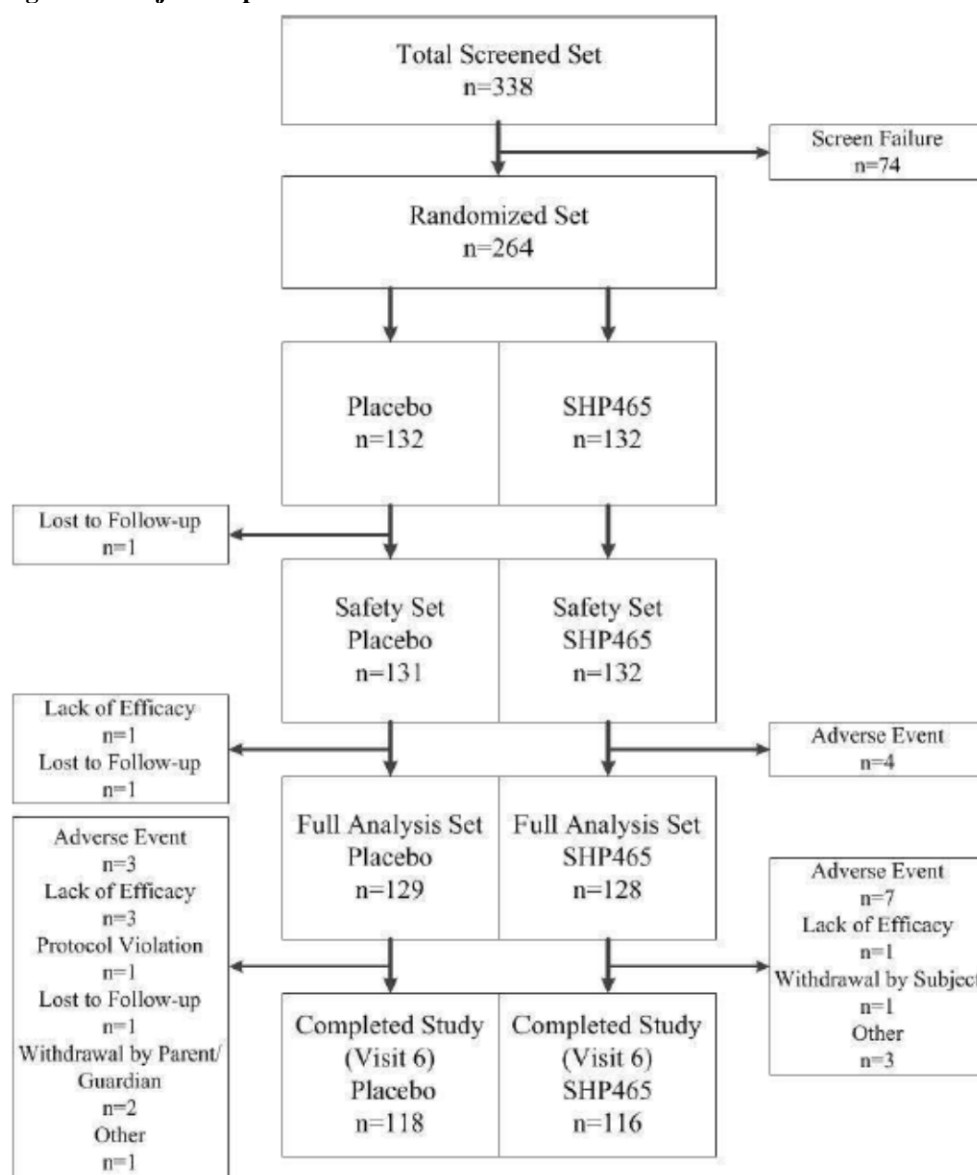 Total Screened Set
n=338
Screen Failure
n=74
Randomized Set
n=264
Placebo
n=132
SHP465
n=132
Lost to Follow-up
n=1
Safety Set
Placebo
n=131
Safety Set
SHP465
n=132
Lack of Efficacy
n=1
Lost to Follow-up
n=1
Adverse Event
n=4
Full Analysis Set
Placebo
n=129
Full Analysis Set
SHP465
n=128
Adverse Event
n=3
Lack of Efficacy
n=3
Protocol Violation
n=1
Lost to Follow-up
n=1
Withdrawal by Parent/
Guardian
n=2
Other
n=1
Adverse Event
n=7
Lack of Efficacy
n=1
Withdrawal by Subject
n=1
Other
n=3
Completed Study
(Visit 6)
Placebo
n=118
Completed Study
(Visit 6)
SHP465
n=116